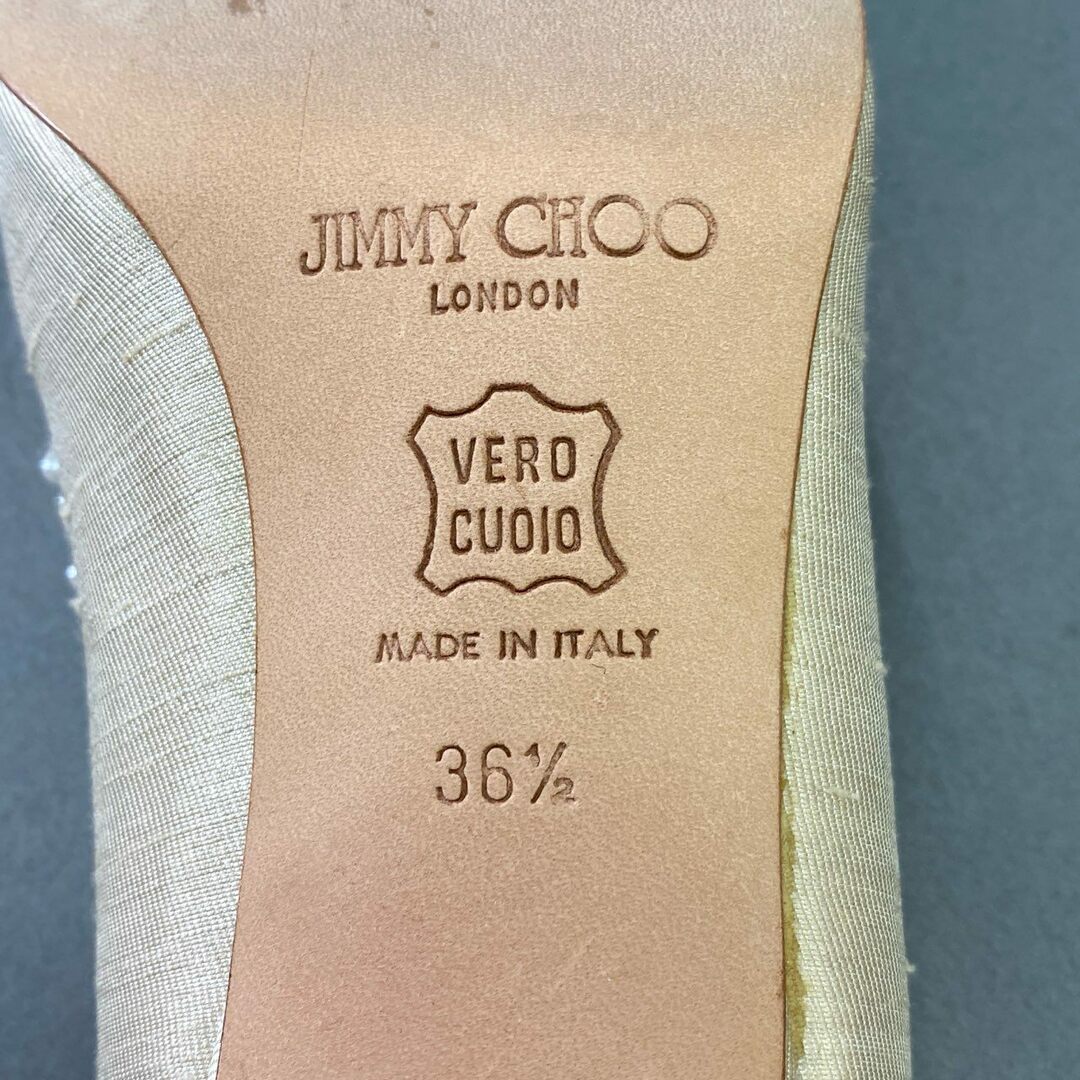 JIMMY CHOO
LONDON
VERO
CUOIO
MADE IN ITALY
36½